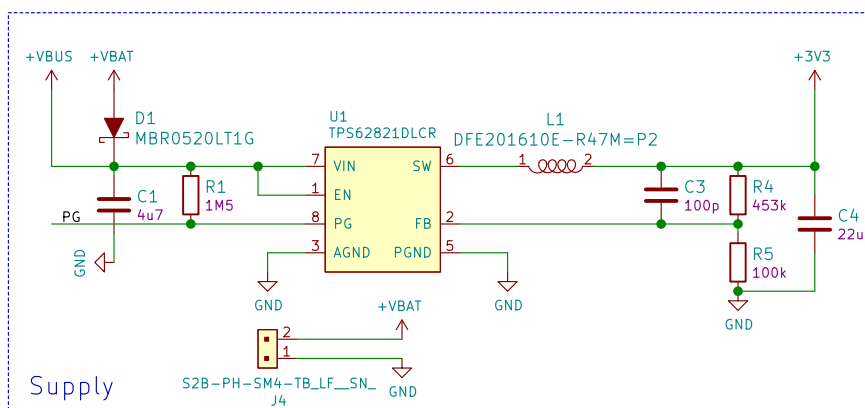 +VBUS +VBAT +3V3
D1
MBR0520LT1G
U1
TPS62821DLCR
L1
DFE201610E-R47M=P2
7 VIN SW 6 1 2
1 EN
C1
4u7
R1
1M5
C3
100p
R4
453k
PG 8 PG FB 2
C4
22u
3 AGND PGND 5
R5
100k
GND
GND GND
GND
+VBAT
2
1
S2B-PH-SM4-TB_LF__SN_
J4
GND
Supply